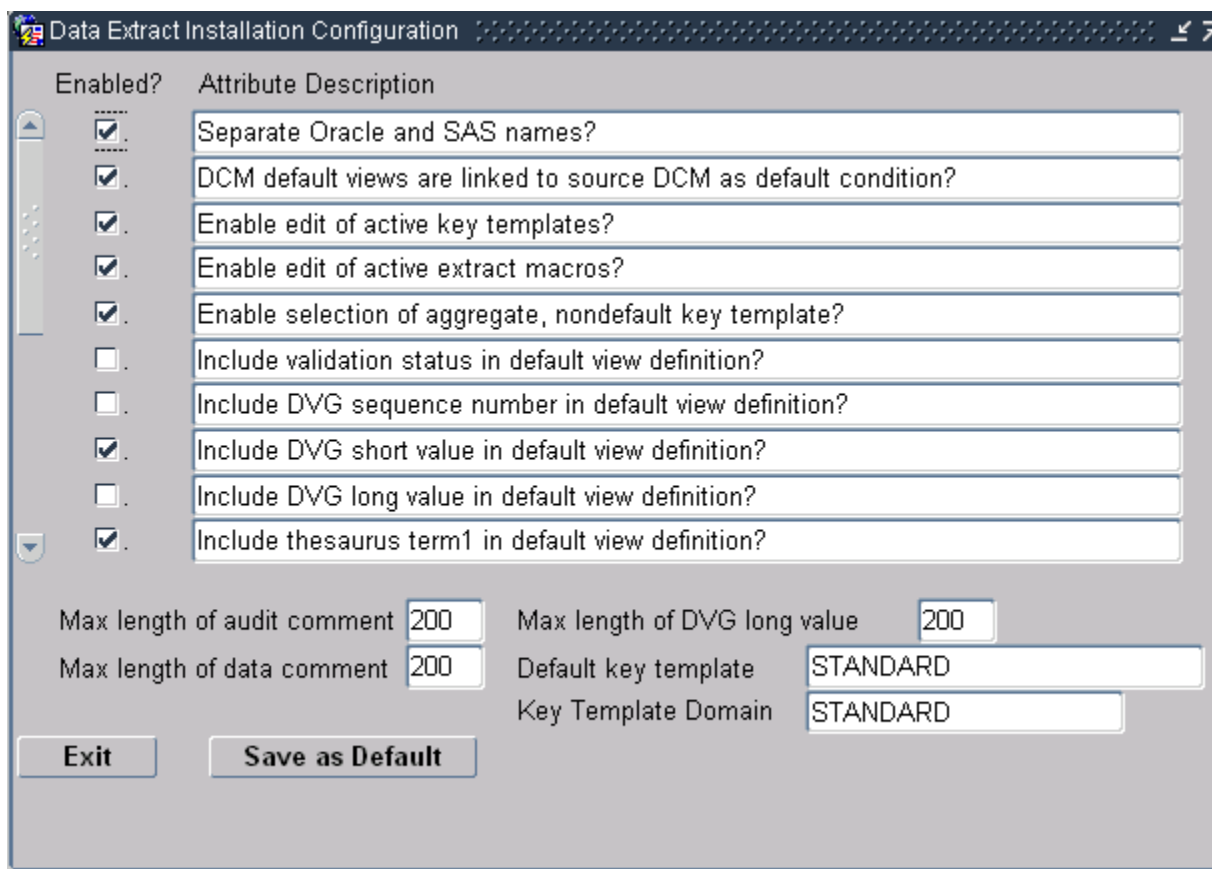 Data Extract Installation Configuration
Enabled? Attribute Description
Separate Oracle and SAS names?
DCM default views are linked to source DCM as default condition?
Enable edit of active key templates?
Enable edit of active extract macros?
Enable selection of aggregate, nondefault key template?
Include validation status in default view definition?
Include DVG sequence number in default view definition?
Include DVG short value in default view definition?
Include DVG long value in default view definition?
Include thesaurus term1 in default view definition?
Max length of audit comment 200 Max length of DVG long value 200
Max length of data comment 200 Default key template STANDARD
Key Template Domain STANDARD
Exit Save as Default